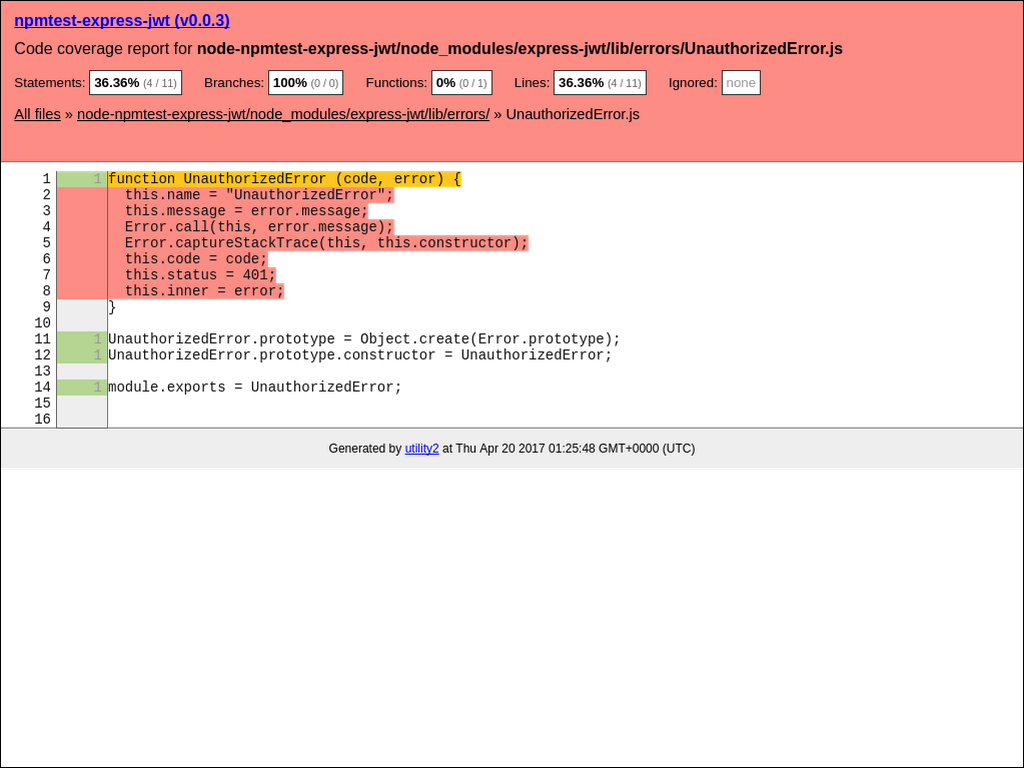 npmtest-express-jwt (v0.0.3)
Code coverage report for node-npmtest-express-jwt/node_modules/express-jwt/lib/errors/UnauthorizedError.js
Statements: 36.36% (4 / 11) Branches: 100% (0 / 0) Functions: 0% (0 / 1) Lines: 36.36% (4 / 11) Ignored: none
All files » node-npmtest-express-jwt/node_modules/express-jwt/lib/errors/ » UnauthorizedError.js
1 1 function UnauthorizedError (code, error) {
2   this.name = "UnauthorizedError";
3   this.message = error.message;
4   Error.call(this, error.message);
5   Error.captureStackTrace(this, this.constructor);
6   this.code = code;
7   this.status = 401;
8   this.inner = error;
9 }
10
11 1 UnauthorizedError.prototype = Object.create(Error.prototype);
12 1 UnauthorizedError.prototype.constructor = UnauthorizedError;
13
14 1 module.exports = UnauthorizedError;
15
16
Generated by utility2 at Thu Apr 20 2017 01:25:48 GMT+0000 (UTC)